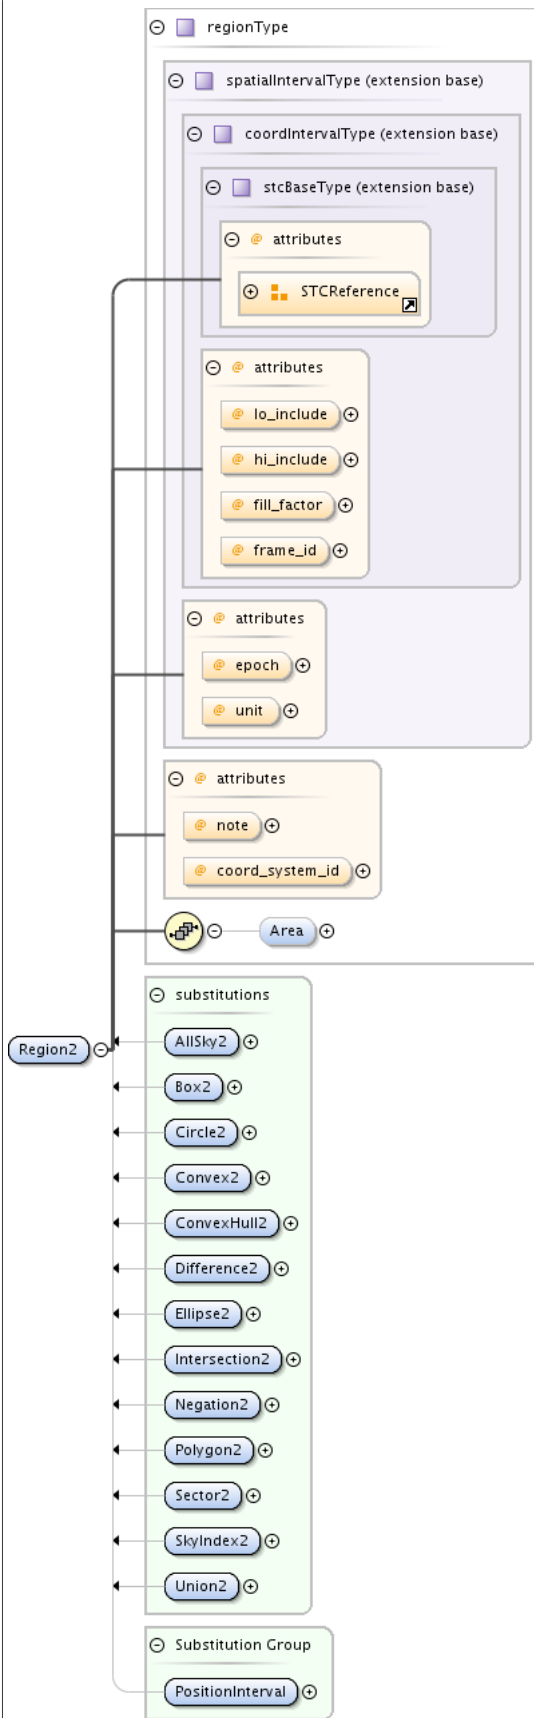 regionType
spatialIntervalType (extension base)
coordIntervalType (extension base)
stcBaseType (extension base)
@ attributes
STCReference
@ attributes
@ lo_include
@ hi_include
@ fill_factor
@ frame_id
@ attributes
@ epoch
@ unit
@ attributes
@ note
@ coord_system_id
Area
substitutions
Region2
AllSky2
Box2
Circle2
Convex2
ConvexHull2
Difference2
Ellipse2
Intersection2
Negation2
Polygon2
Sector2
SkyIndex2
Union2
Substitution Group
PositionInterval